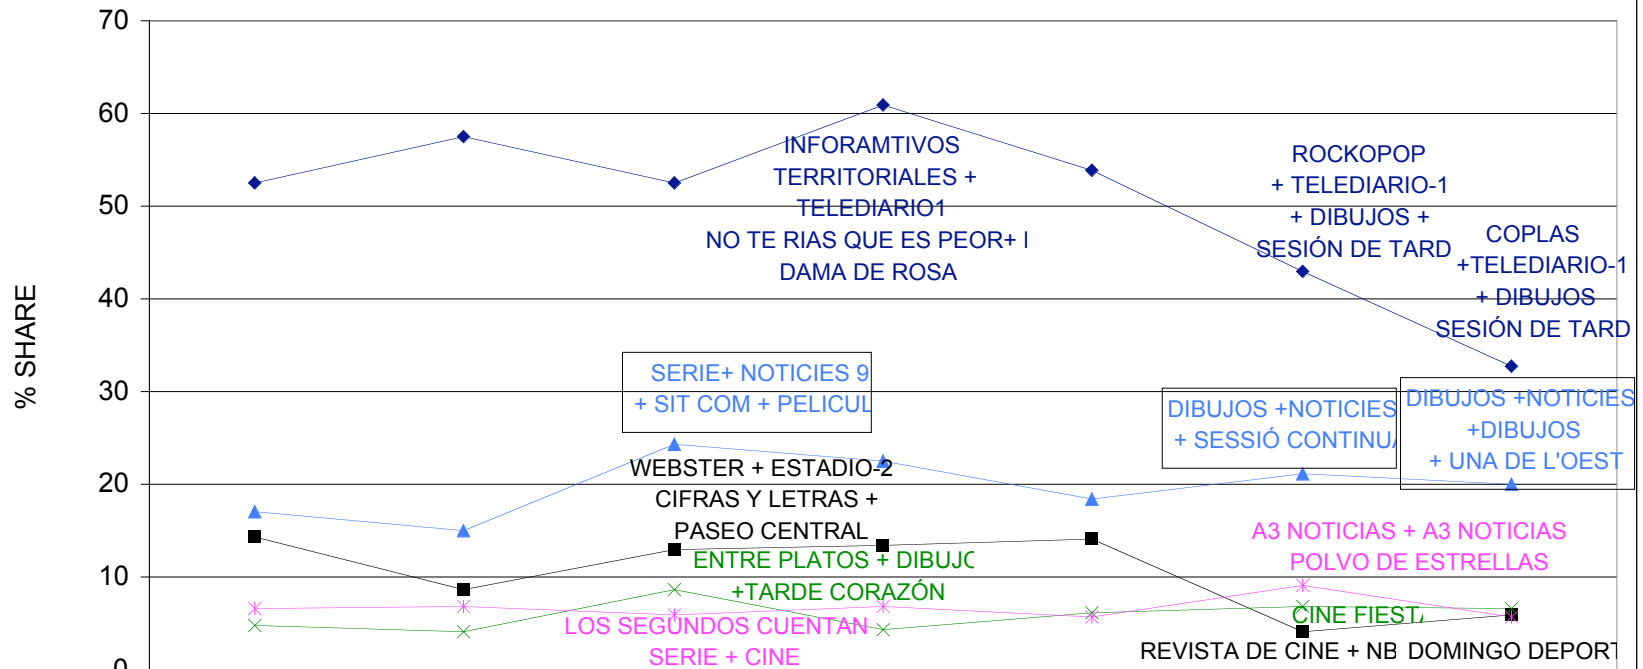 70
60
50
40
30
20
10
0
% SHARE
INFORAMTIVOS
TERRITORIALES +
TELEDIARIO1
NO TE RIAS QUE ES PEOR+
DAMA DE ROSA
ROCKOPOP
+ TELEDIARIO-1
+ DIBUJOS +
SESIÓN DE TARD
COPLAS
+TELEDIARIO-1
+ DIBUJOS
SESIÓN DE TARD
SERIE+ NOTICIES 9
+ SIT COM + PELICUL
DIBUJOS +NOTICIES
+ SESSIÓ CONTINUA
DIBUJOS +NOTICIES
+DIBUJOS
+ UNA DE L'OEST
WEBSTER + ESTADIO-2
CIFRAS Y LETRAS +
PASEO CENTRAL
ENTRE PLATOS + DIBUJO
+TARDE CORAZÓN
LOS SEGUNDOS CUENTAN
SERIE + CINE
A3 NOTICIAS + A3 NOTICIAS
POLVO DE ESTRELLAS
CINE FIESTA
REVISTA DE CINE + NB
DOMINGO DEPORT